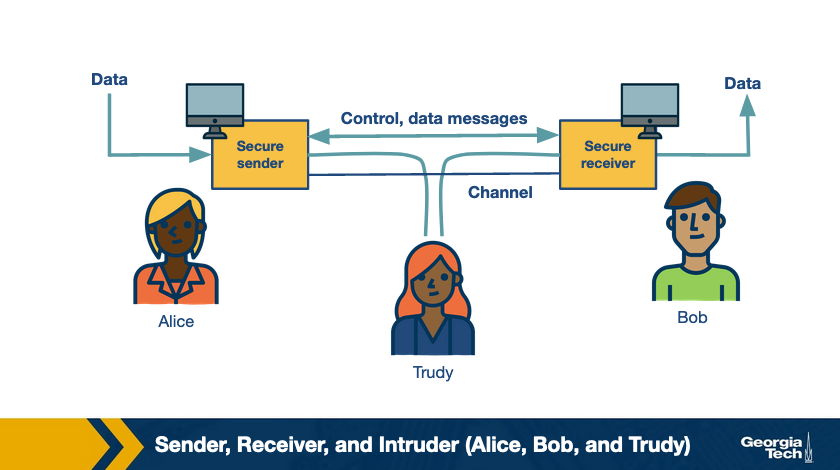 Data
Data
Control, data messages
Secure
sender
Secure
receiver
Channel
Alice
Bob
Trudy
Sender, Receiver, and Intruder (Alice, Bob, and Trudy)
Georgia
Tech